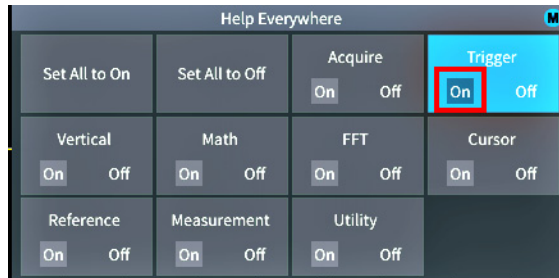 Help Everywhere
M
Set All to On
Set All to Off
Acquire
On Off
Trigger
On Off
Vertical
On Off
Math
On Off
FFT
On Off
Cursor
On Off
Reference
On Off
Measurement
On Off
Utility
On Off